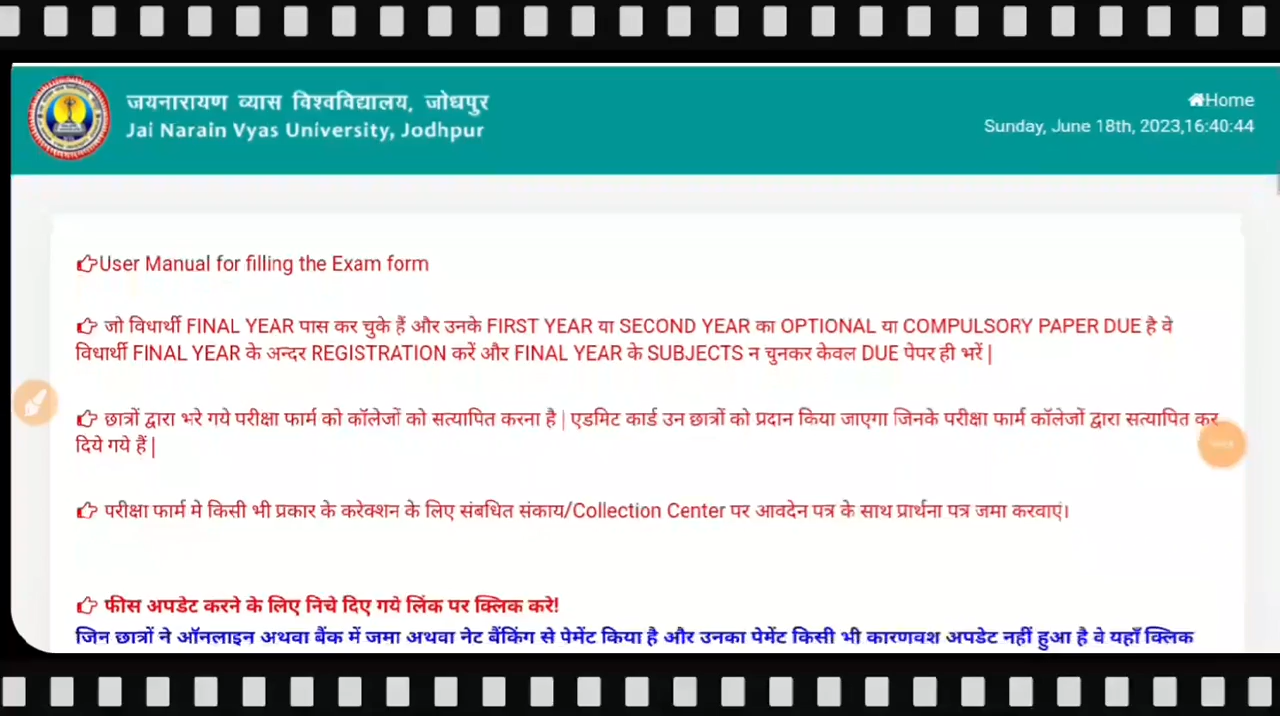 जयनारायण व्यास विश्वविद्यालय, जोधपुर
Jai Narain Vyas University, Jodhpur
Home
Sunday, June 18th, 2023,16:40:44
User Manual for filling the Exam form
जो विधार्थी FINAL YEAR पास कर चुके हैं और उनके FIRST YEAR या SECOND YEAR का OPTIONAL या COMPULSORY PAPER DUE है वे
विधार्थी FINAL YEAR के अन्दर REGISTRATION करें और FINAL YEAR के SUBJECTS न चुनकर केवल DUE पेपर ही भरें |
छात्रों द्वारा भरे गये परीक्षा फार्म को कॉलेजों को सत्यापित करना है | एडमिट कार्ड उन छात्रों को प्रदान किया जाएगा जिनके परीक्षा फार्म कॉलेजों द्वारा सत्यापित कर
दिये गये हैं |
परीक्षा फार्म मे किसी भी प्रकार के करेक्शन के लिए संबधित संकाय/Collection Center पर आवदेन पत्र के साथ प्रार्थना पत्र जमा करवाएं।
फीस अपडेट करने के लिए निचे दिए गये लिंक पर क्लिक करे!
जिन छात्रों ने ऑनलाइन अथवा बैंक में जमा अथवा नेट बैंकिंग से पेमेंट किया है और उनका पेमेंट किसी भी कारणवश अपडेट नहीं हुआ है वे यहाँ क्लिक